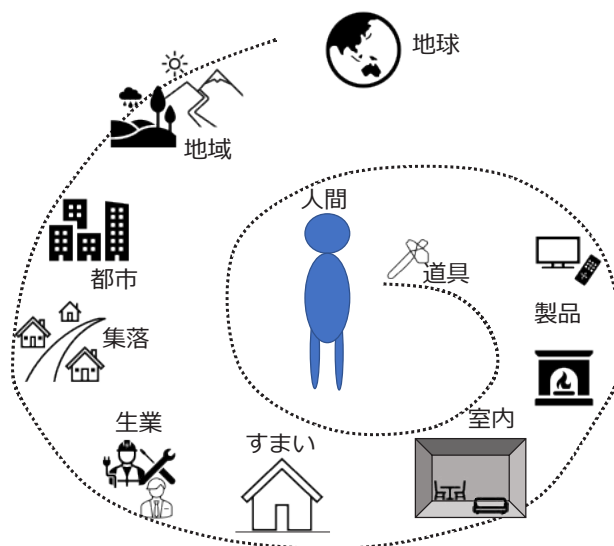 地球
地域
人間
道具
都市
製品
集落
生業
すまい
室内